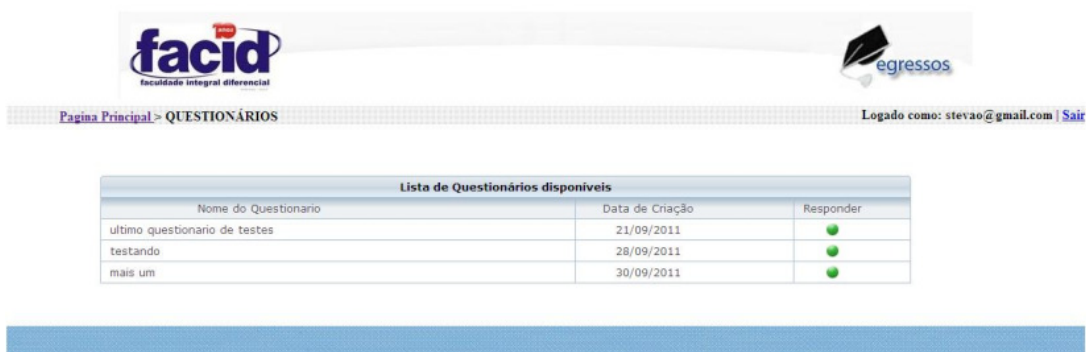 anos
facid
faculdade integral diferencial
egressos
Pagina Principal > QUESTIONÁRIOS
Logado como: stevao@gmail.com | Sair
Lista de Questionários disponíveis
Nome do Questionario Data de Criação Responder
ultimo questionario de testes 21/09/2011
testando 28/09/2011
mais um 30/09/2011